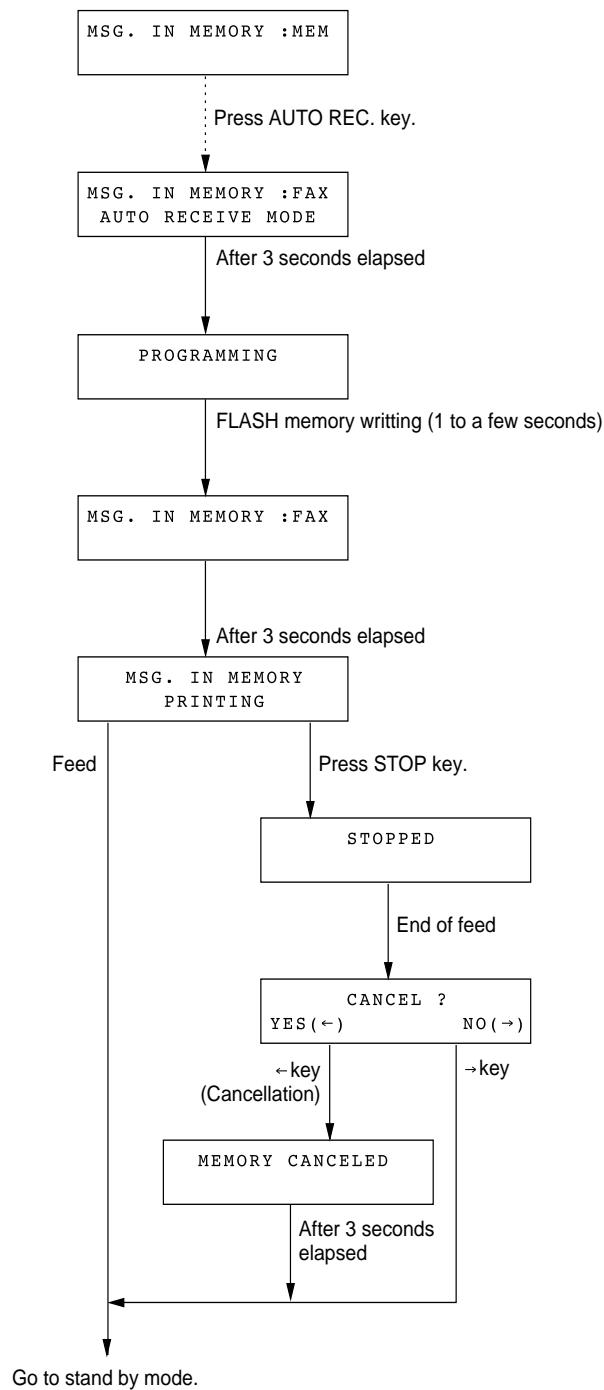 MSG. IN MEMORY :MEM
Press AUTO REC. key.
MSG. IN MEMORY :FAX
AUTO RECEIVE MODE
After 3 seconds elapsed
PROGRAMMING
FLASH memory writting (1 to a few seconds)
MSG. IN MEMORY :FAX
After 3 seconds elapsed
MSG. IN MEMORY
PRINTING
Feed
Press STOP key.
STOPPED
End of feed
CANCEL ?
YES(←) NO(→)
←key
(Cancellation)
→key
MEMORY CANCELED
After 3 seconds
elapsed
Go to stand by mode.